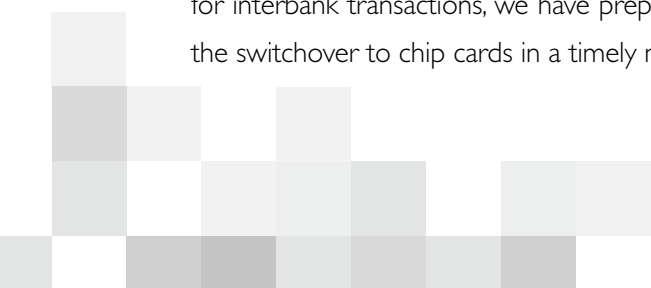 for interbank transactions, we have prep
the switchover to chip cards in a timely